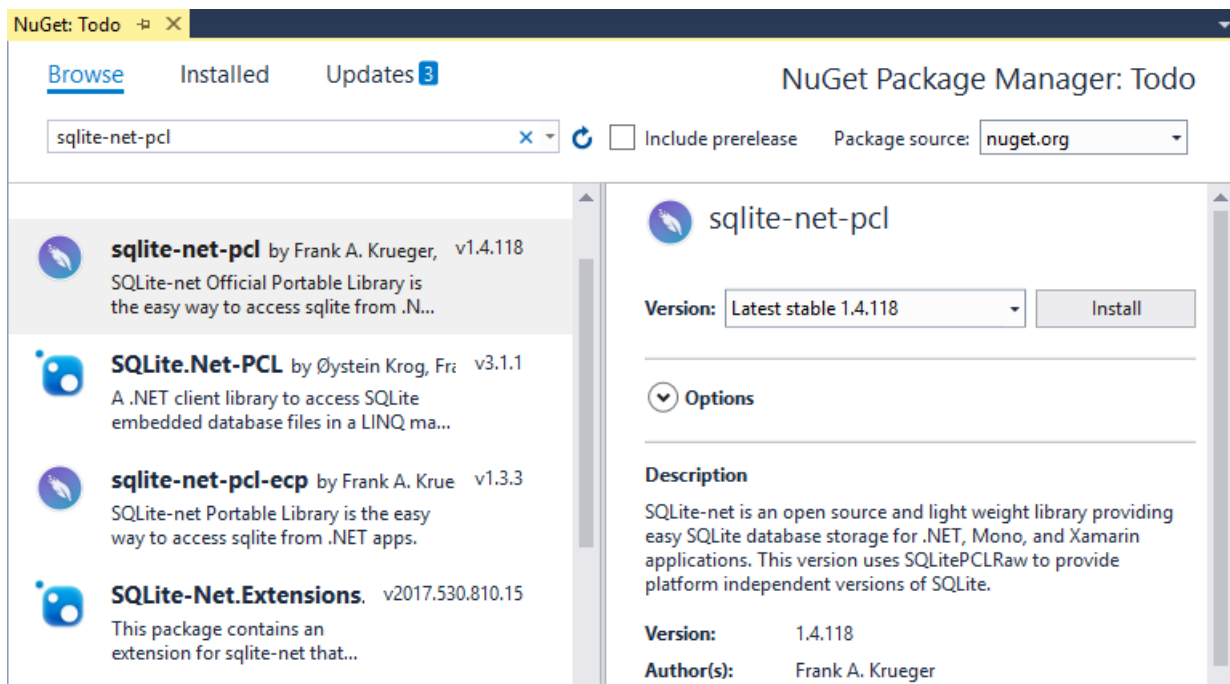 NuGet: Todo
Browse Installed Updates 3
NuGet Package Manager: Todo
sqlite-net-pcl
Include prerelease
Package source: nuget.org
sqlite-net-pcl by Frank A. Krueger, v1.4.118
SQLite-net Official Portable Library is
the easy way to access sqlite from .N...
SQLite.Net-PCL by Øystein Krog, Fra v3.1.1
A .NET client library to access SQLite
embedded database files in a LINQ ma...
sqlite-net-pcl-ecp by Frank A. Krue v1.3.3
SQLite-net Portable Library is the easy
way to access sqlite from .NET apps.
SQLite-Net.Extensions. v2017.530.810.15
This package contains an
extension for sqlite-net that...
sqlite-net-pcl
Version: Latest stable 1.4.118 Install
Options
Description
SQLite-net is an open source and light weight library providing
easy SQLite database storage for .NET, Mono, and Xamarin
applications. This version uses SQLitePCLRaw to provide
platform independent versions of SQLite.
Version: 1.4.118
Author(s): Frank A. Krueger